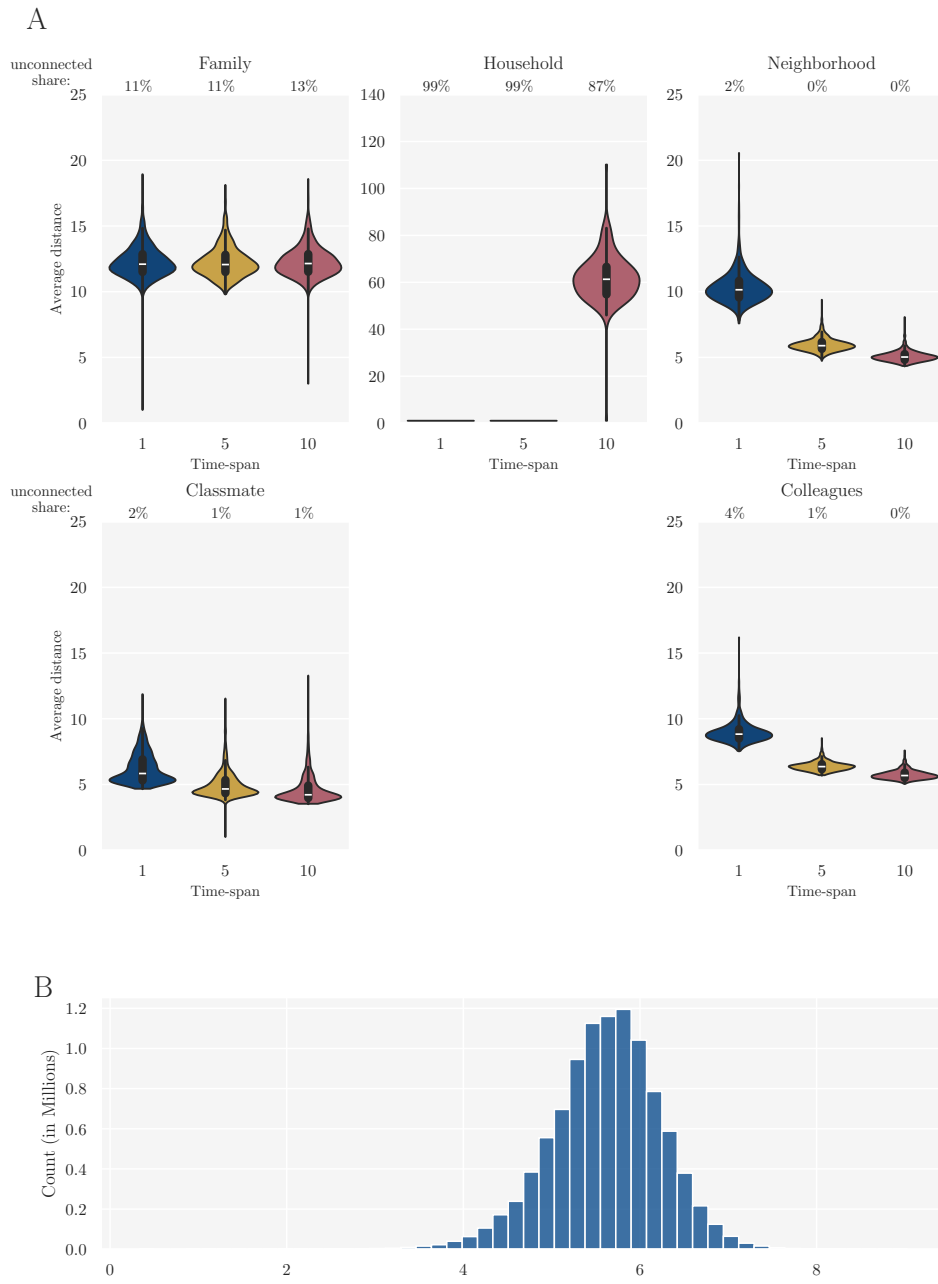 A
unconnected
share:
Family
11% 11% 13%
25
20
15
10
5
0
Average distance
1 5 10
Time-span
Household
99% 99% 87%
140
120
100
80
60
40
20
0
1 5 10
Time-span
Neighborhood
2% 0% 0%
25
20
15
10
5
0
1 5 10
Time-span
unconnected
share:
Classmate
2% 1% 1%
25
20
15
10
5
0
Average distance
1 5 10
Time-span
Colleagues
4% 1% 0%
25
20
15
10
5
0
1 5 10
Time-span
B
1.2
1.0
0.8
0.6
0.4
0.2
0.0
Count (in Millions)
0 2 4 6 8